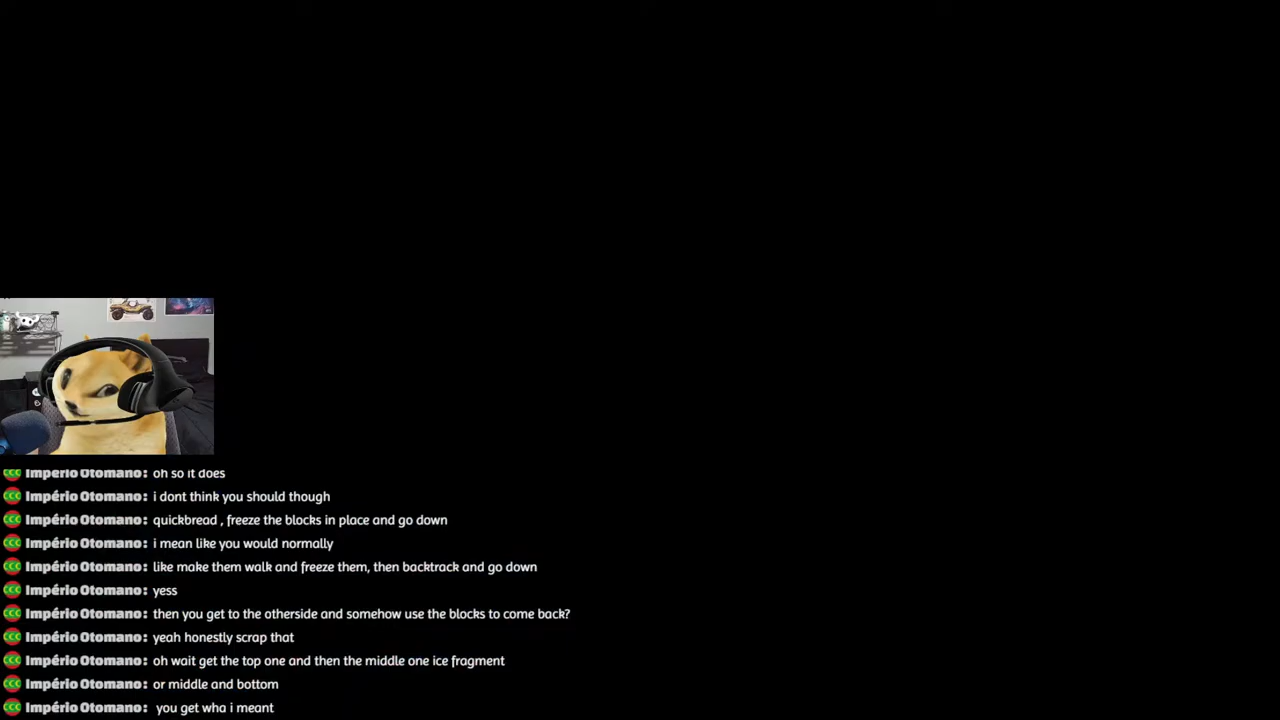 Império Otomano: oh so it does
Império Otomano: i dont think you should though
Império Otomano: quickbread , freeze the blocks in place and go down
Império Otomano: i mean like you would normally
Império Otomano: like make them walk and freeze them, then backtrack and go down
Império Otomano: yess
Império Otomano: then you get to the otherside and somehow use the blocks to come back?
Império Otomano: yeah honestly scrap that
Império Otomano: oh wait get the top one and then the middle one ice fragment
Império Otomano: or middle and bottom
Império Otomano: you get wha i meant